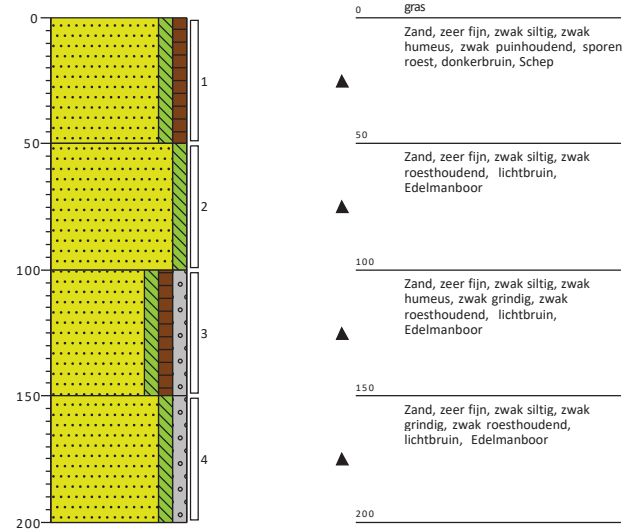 0
50
100
150
200
1
2
3
4
0 gras
Zand, zeer fijn, zwak siltig, zwak
humeus, zwak puinhoudend, sporen
roest, donkerbruin, Schep
50
Zand, zeer fijn, zwak siltig, zwak
roesthoudend, lichtbruin,
Edelmanboor
100
Zand, zeer fijn, zwak siltig, zwak
humeus, zwak grindig, zwak
roesthoudend, lichtbruin,
Edelmanboor
150
Zand, zeer fijn, zwak siltig, zwak
grindig, zwak roesthoudend,
lichtbruin, Edelmanboor
200